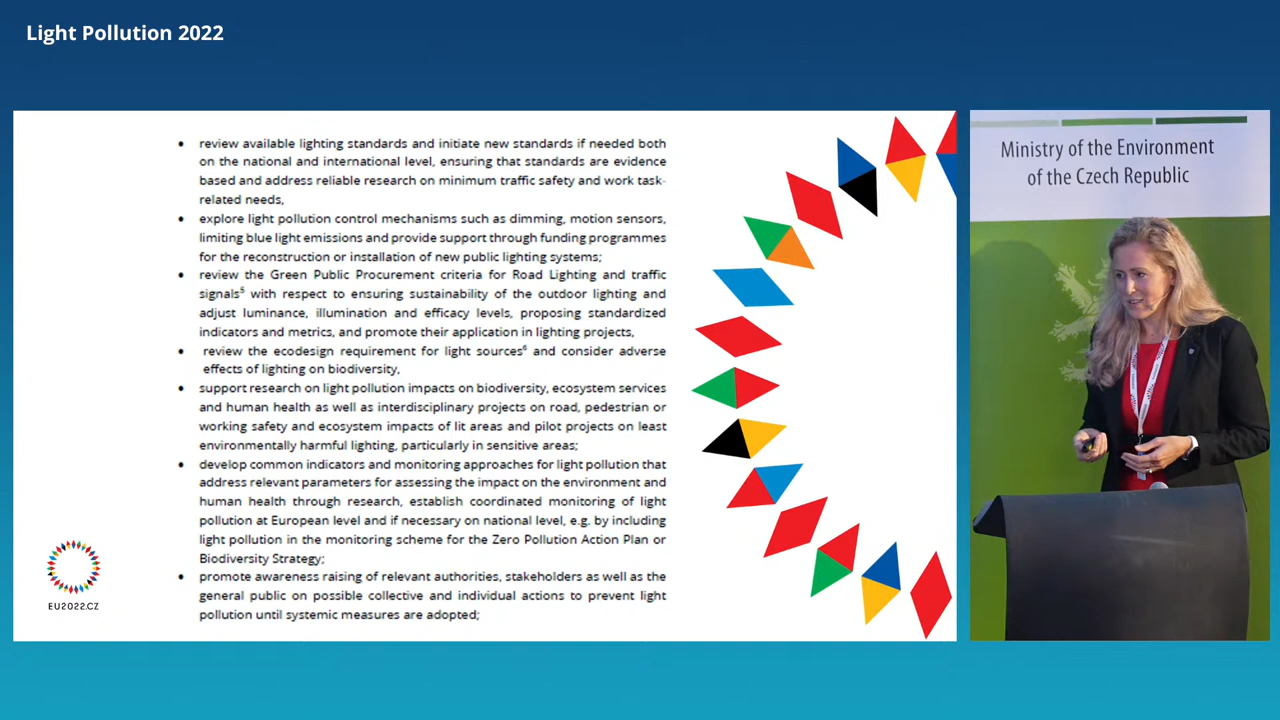 Light Pollution 2022
• review available lighting standards and initiate new standards if needed both
on the national and international level, ensuring that standards are evidence
based and address reliable research on minimum traffic safety and work task-
related needs,
• explore light pollution control mechanisms such as dimming, motion sensors,
limiting blue light emissions and provide support through funding programmes
for the reconstruction or installation of new public lighting systems;
• review the Green Public Procurement criteria for Road Lighting and traffic
signals⁵ with respect to ensuring sustainability of the outdoor lighting and
adjust luminance, illumination and efficacy levels, proposing standardized
indicators and metrics, and promote their application in lighting projects,
• review the ecodesign requirement for light sources⁶ and consider adverse
effects of lighting on biodiversity,
• support research on light pollution impacts on biodiversity, ecosystem services
and human health as well as interdisciplinary projects on road, pedestrian or
working safety and ecosystem impacts of lit areas and pilot projects on least
environmentally harmful lighting, particularly in sensitive areas;
• develop common indicators and monitoring approaches for light pollution that
address relevant parameters for assessing the impact on the environment and
human health through research, establish coordinated monitoring of light
pollution at European level and if necessary on national level, e.g. by including
light pollution in the monitoring scheme for the Zero Pollution Action Plan or
Biodiversity Strategy;
• promote awareness raising of relevant authorities, stakeholders as well as the
general public on possible collective and individual actions to prevent light
pollution until systemic measures are adopted;
EU2022.CZ
Ministry of the Environment
of the Czech Republic